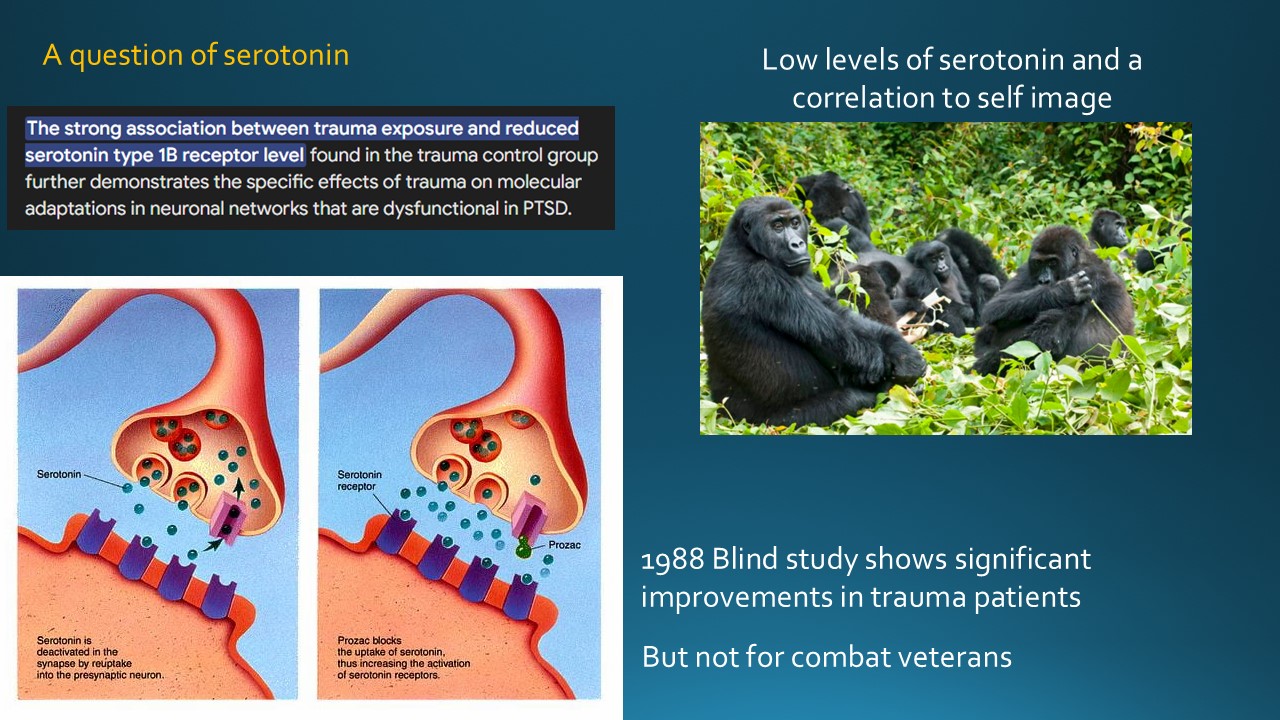 A question of serotonin
The strong association between trauma exposure and reduced
serotonin type 1B receptor level found in the trauma control group
further demonstrates the specific effects of trauma on molecular
adaptations in neuronal networks that are dysfunctional in PTSD.
Serotonin
Serotonin is
deactivated in the
synapse by reuptake
into the presynaptic neuron.
Serotonin
receptor
Prozac
Prozac blocks
the uptake of serotonin,
thus increasing the activation
of serotonin receptors.
Low levels of serotonin and a
correlation to self image
1988 Blind study shows significant
improvements in trauma patients
But not for combat veterans